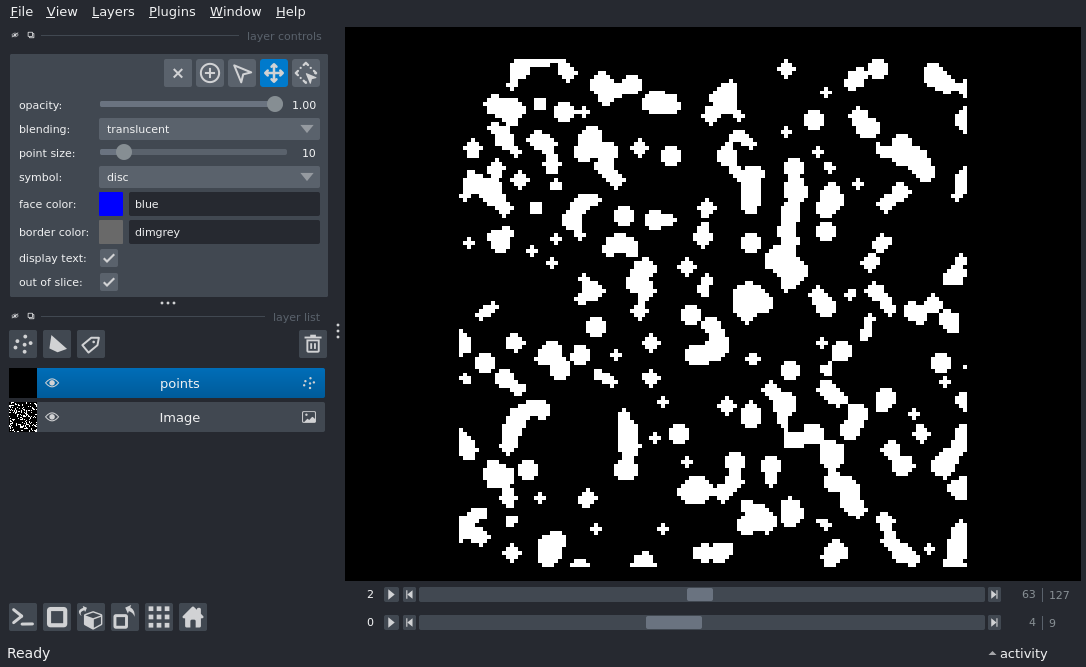 File View Layers Plugins Window Help
layer controls
opacity: 1.00
blending: translucent
point size: 10
symbol: disc
face color: blue
border color: dimgrey
display text:
out of slice:
layer list
points
Image
2 63 127
0 4 9
Ready activity